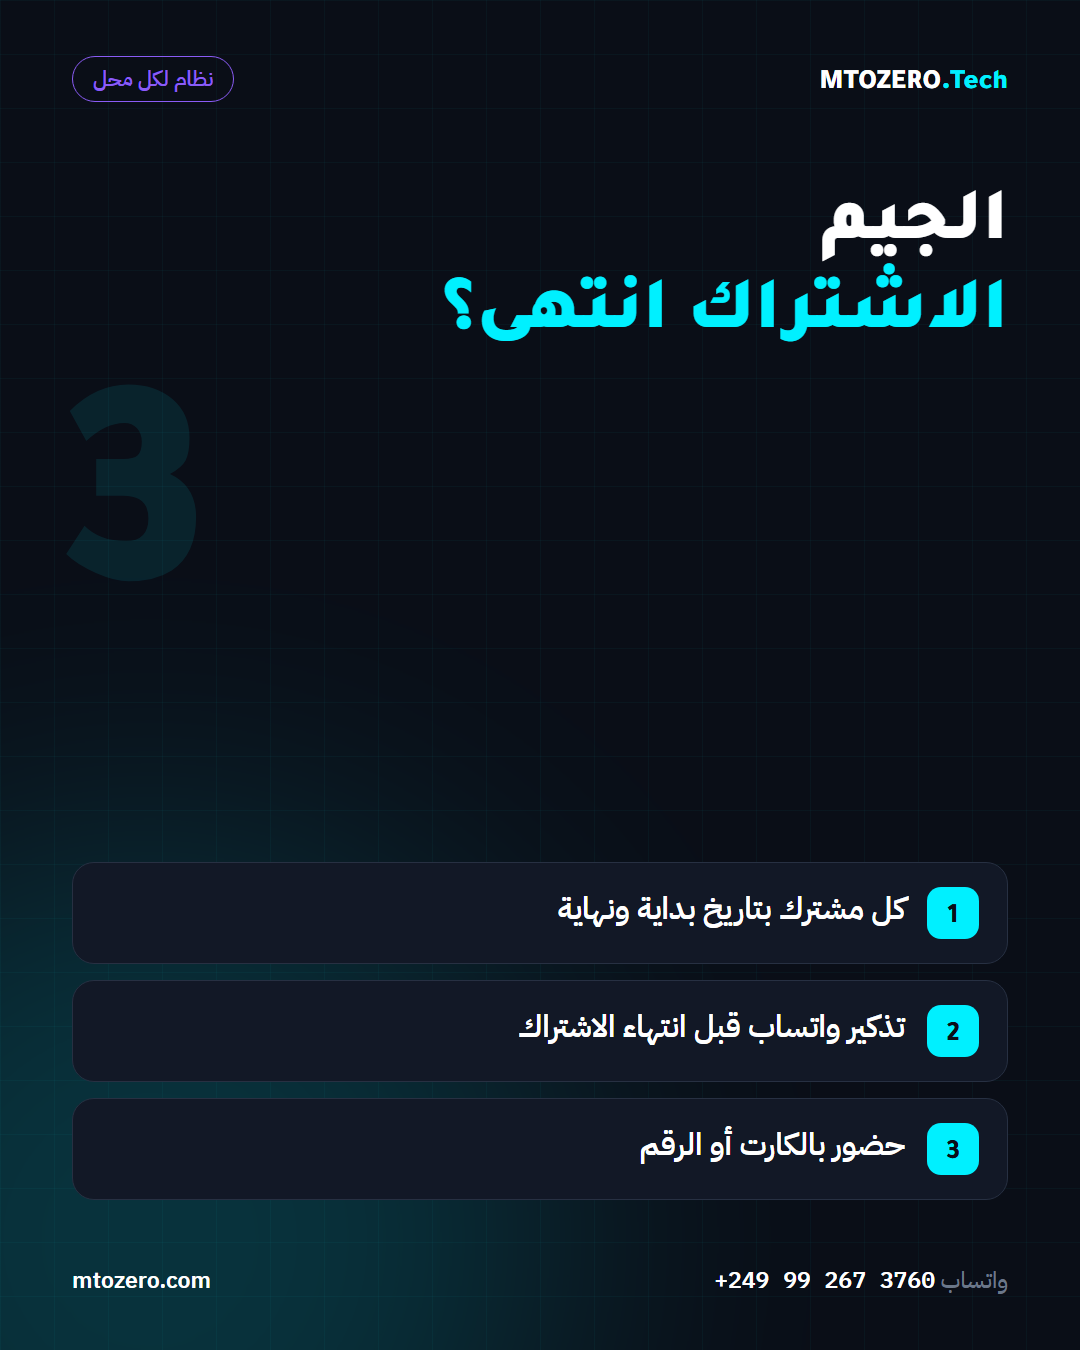 MTOZERO.Tech
نظام لكل محل
الجيم
الاشتراك انتهى؟
3
1 كل مشترك بتاريخ بداية ونهاية
2 تذكير واتساب قبل انتهاء الاشتراك
3 حضور بالكارت أو الرقم
واتساب +249 99 267 3760
mtozero.com